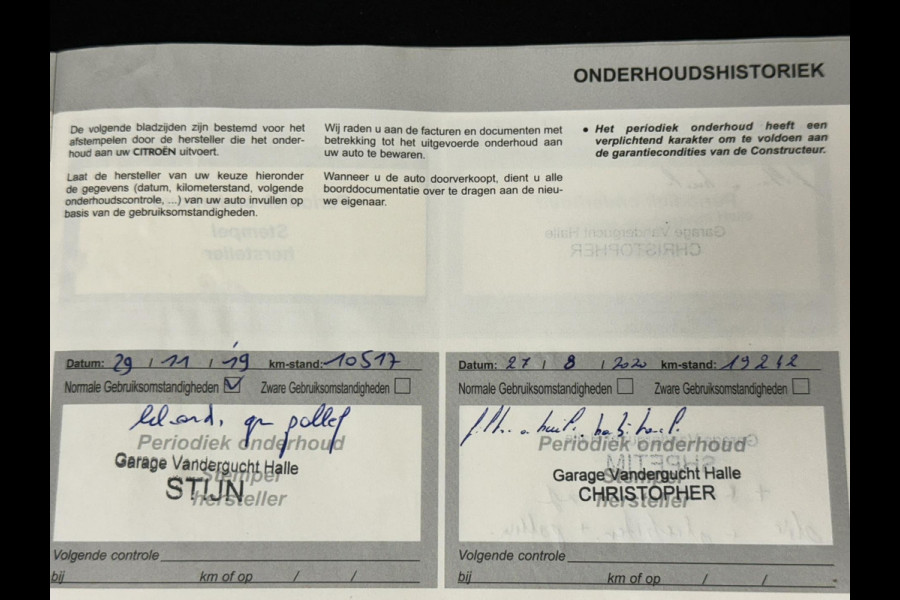 ONDERHOUDSHISTORIEK
De volgende bladzijden zijn bestemd voor het
afstempelen door de hersteller die het onder-
houd aan uw CITROËN uitvoert.
Laat de hersteller van uw keuze hieronder
de gegevens (datum, kilometerstand, volgende
onderhoudscontrole, ...) van uw auto invullen op
basis van de gebruiksomstandigheden.
Wij raden u aan de facturen en documenten met
betrekking tot het uitgevoerde onderhoud aan
uw auto te bewaren.
Wanneer u de auto doorverkoopt, dient u alle
boorddocumentatie over te dragen aan de nieu-
we eigenaar.
• Het periodiek onderhoud heeft een
verplichtend karakter om te voldoen aan
de garantiecondities van de Constructeur.
Datum: 29 / 11 / 19 km-stand: 10517
Normale Gebruiksomstandigheden Zware Gebruiksomstandigheden
Periodiek onderhoud
Garage Vandergucht Halle
Stempel
STIJN
hersteller
Volgende controle
bij km of op / /
Datum: 27 / 8 / 2020 km-stand: 19242
Normale Gebruiksomstandigheden Zware Gebruiksomstandigheden
Periodiek onderhoud
Garage Vandergucht Halle
Stempel
CHRISTOPHER
hersteller
Volgende controle
bij km of op / /